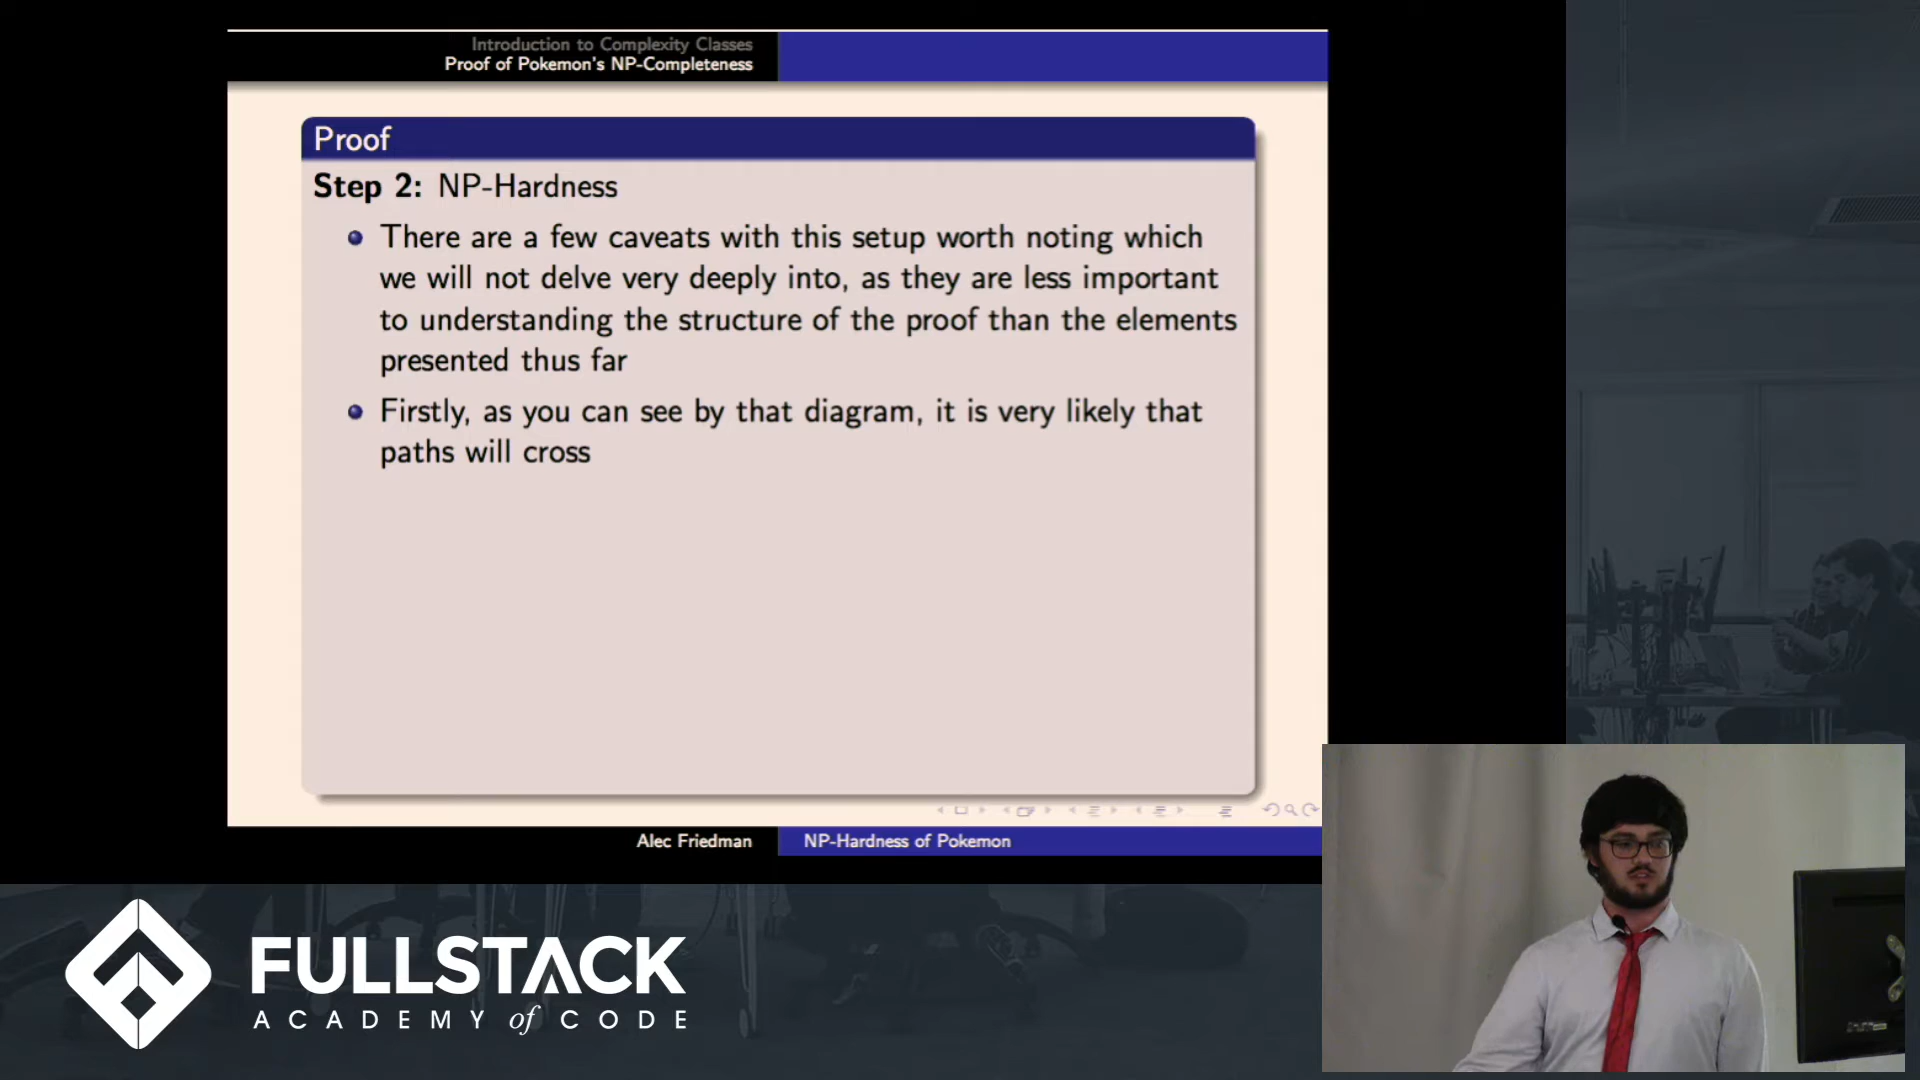 Introduction to Complexity Classes
Proof of Pokemon's NP-Completeness
Proof
Step 2: NP-Hardness
There are a few caveats with this setup worth noting which
we will not delve very deeply into, as they are less important
to understanding the structure of the proof than the elements
presented thus far
Firstly, as you can see by that diagram, it is very likely that
paths will cross
Alec Friedman
NP-Hardness of Pokemon
FULLSTACK
ACADEMY of CODE